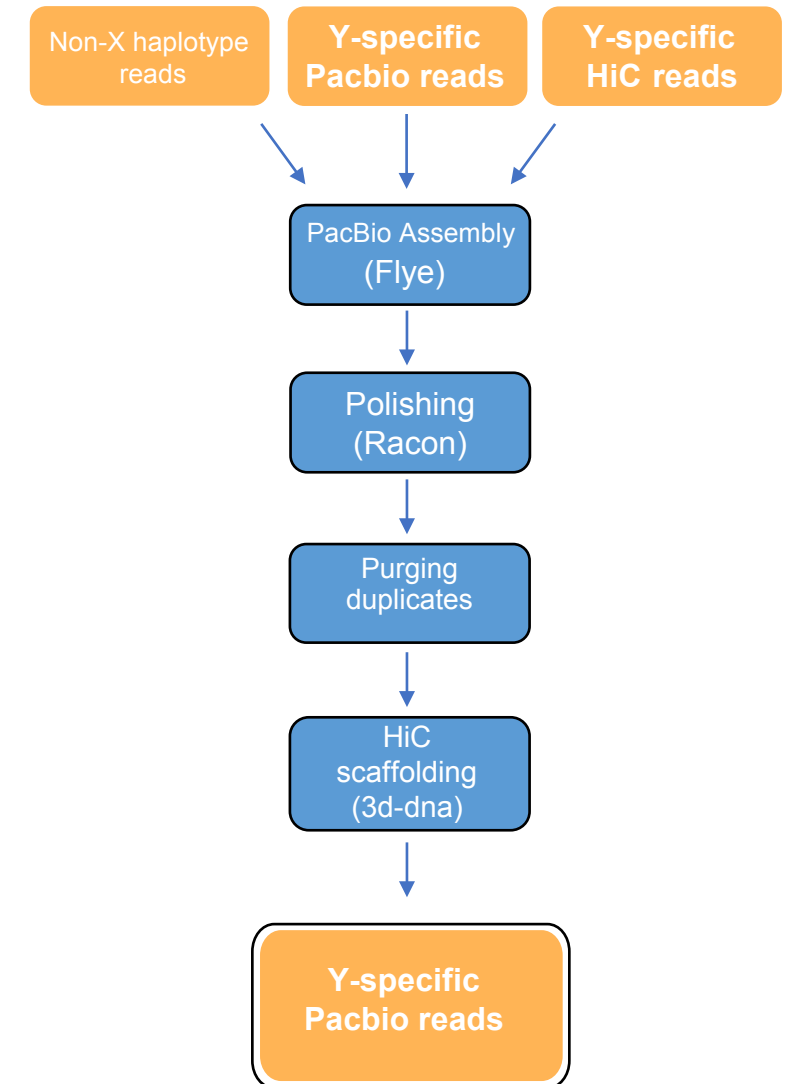 Non-X haplotype
reads
Y-specific
Pacbio reads
Y-specific
HiC reads
PacBio Assembly
(Flye)
Polishing
(Racon)
Purging
duplicates
HiC
scaffolding
(3d-dna)
Y-specific
Pacbio reads